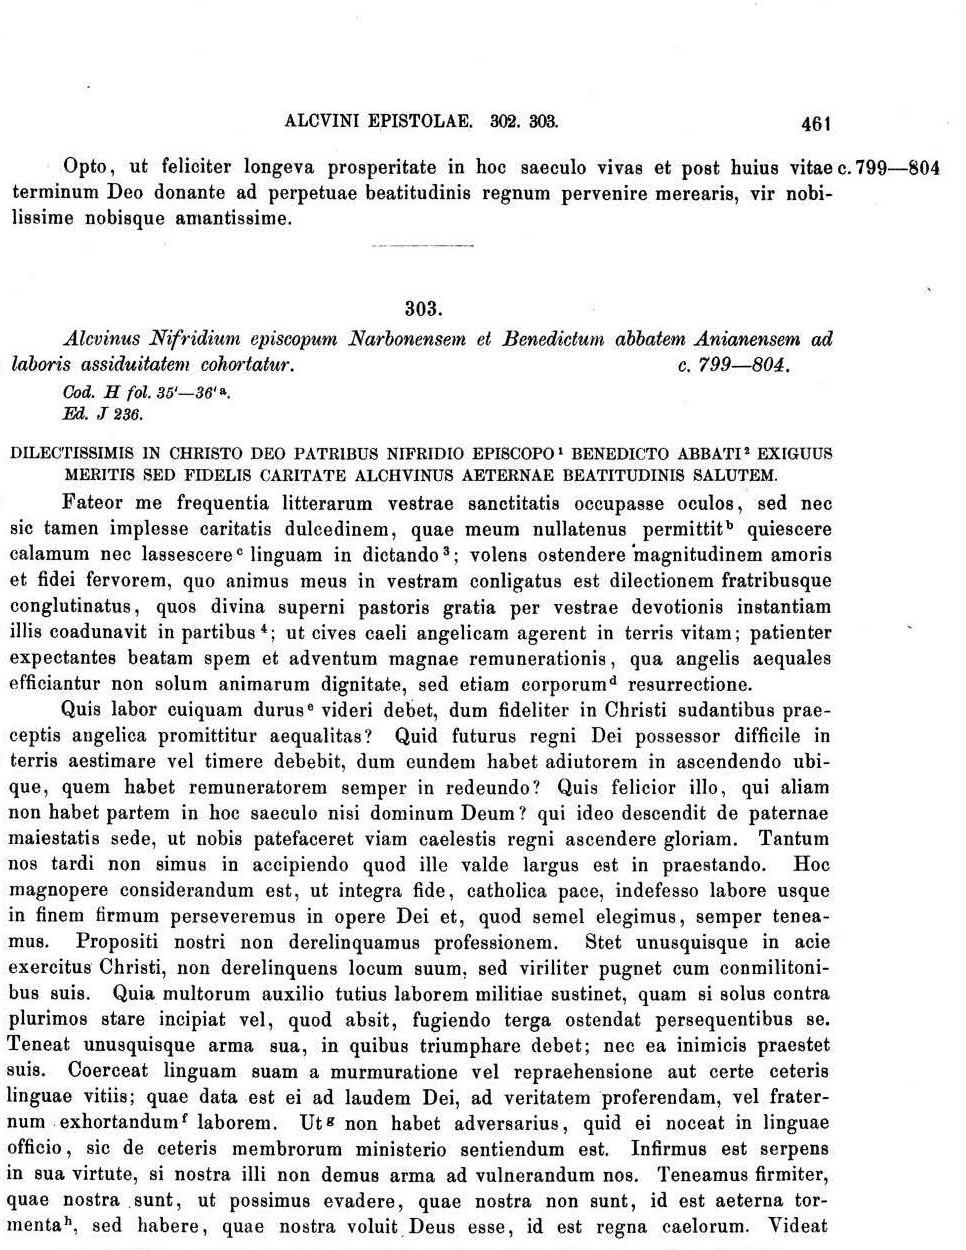 ALCVINI EPISTOLAE. 302. 303. 461
Opto, ut feliciter longeva prosperitate in hoc saeculo vivas et post huius vitae c. 799—804
terminum Deo donante ad perpetuae beatitudinis regnum pervenire merearis, vir nobi-
lissime nobisque amantissime.
303.
Alcvinus Nifridium episcopum Narbonensem et Benedictum abbatem Anianensem ad
laboris assiduitatem cohortatur. c. 799—804.
Cod. H fol. 35'—36' a.
Ed. J 236.
DILECTISSIMIS IN CHRISTO DEO PATRIBUS NIFRIDIO EPISCOPO ¹ BENEDICTO ABBATI ² EXIGUUS
MERITIS SED FIDELIS CARITATE ALCHVINUS AETERNAE BEATITUDINIS SALUTEM.
Fateor me frequentia litterarum vestrae sanctitatis occupasse oculos, sed nec
sic tamen implesse caritatis dulcedinem, quae meum nullatenus permittit b quiescere
calamum nec lassescere c linguam in dictando ³; volens ostendere magnitudinem amoris
et fidei fervorem, quo animus meus in vestram conligatus est dilectionem fratribusque
conglutinatus, quos divina superni pastoris gratia per vestrae devotionis instantiam
illis coadunavit in partibus ⁴; ut cives caeli angelicam agerent in terris vitam; patienter
expectantes beatam spem et adventum magnae remunerationis, qua angelis aequales
efficiantur non solum animarum dignitate, sed etiam corporum d resurrectione.
Quis labor cuiquam durus e videri debet, dum fideliter in Christi sudantibus prae-
ceptis angelica promittitur aequalitas? Quid futurus regni Dei possessor difficile in
terris aestimare vel timere debebit, dum eundem habet adiutorem in ascendendo ubi-
que, quem habet remuneratorem semper in redeundo? Quis felicior illo, qui aliam
non habet partem in hoc saeculo nisi dominum Deum? qui ideo descendit de paternae
maiestatis sede, ut nobis patefaceret viam caelestis regni ascendere gloriam. Tantum
nos tardi non simus in accipiendo quod ille valde largus est in praestando. Hoc
magnopere considerandum est, ut integra fide, catholica pace, indefesso labore usque
in finem firmum perseveremus in opere Dei et, quod semel elegimus, semper tenea-
mus. Propositi nostri non derelinquamus professionem. Stet unusquisque in acie
exercitus Christi, non derelinquens locum suum, sed viriliter pugnet cum conmilitoni-
bus suis. Quia multorum auxilio tutius laborem militiae sustinet, quam si solus contra
plurimos stare incipiat vel, quod absit, fugiendo terga ostendat persequentibus se.
Teneat unusquisque arma sua, in quibus triumphare debet; nec ea inimicis praestet
suis. Coerceat linguam suam a murmuratione vel repraehensione aut certe ceteris
linguae vitiis; quae data est ei ad laudem Dei, ad veritatem proferendam, vel frater-
num exhortandum f laborem. Ut g non habet adversarius, quid ei noceat in linguae
officio, sic de ceteris membrorum ministerio sentiendum est. Infirmus est serpens
in sua virtute, si nostra illi non demus arma ad vulnerandum nos. Teneamus firmiter,
quae nostra sunt, ut possimus evadere, quae nostra non sunt, id est aeterna tor-
menta h, sed habere, quae nostra voluit Deus esse, id est regna caelorum. Videat